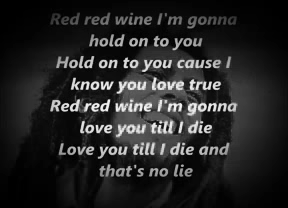 Red red wine I'm gonna
hold on to you
Hold on to you cause I
know you love true
Red red wine I'm gonna
love you till I die
Love you till I die and
that's no lie